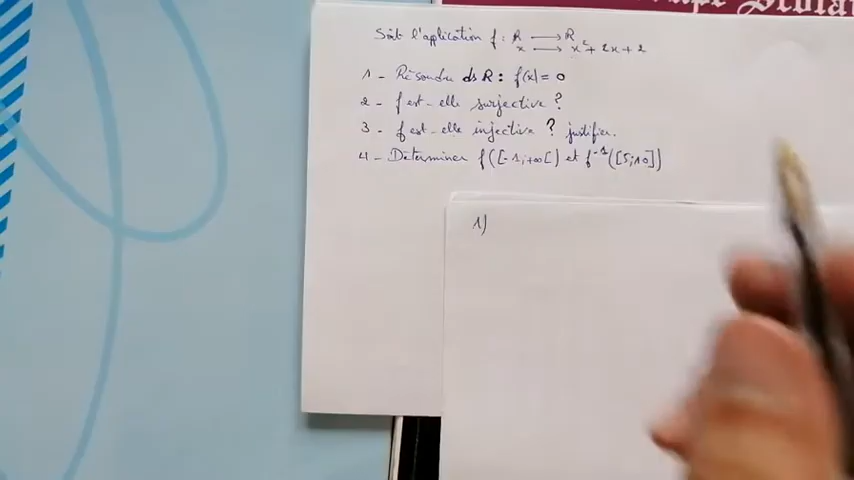 Scolai
Soit l'application f : R ⟶ R
x ⟶ x² + 2x + 2
1 - Résoudre ds R : f(x) = 0
2 - f est-elle surjective ?
3 - f est-elle injective ? justifier.
4 - Déterminer f([-1, +∞[) et f⁻¹([5; 10])
1)